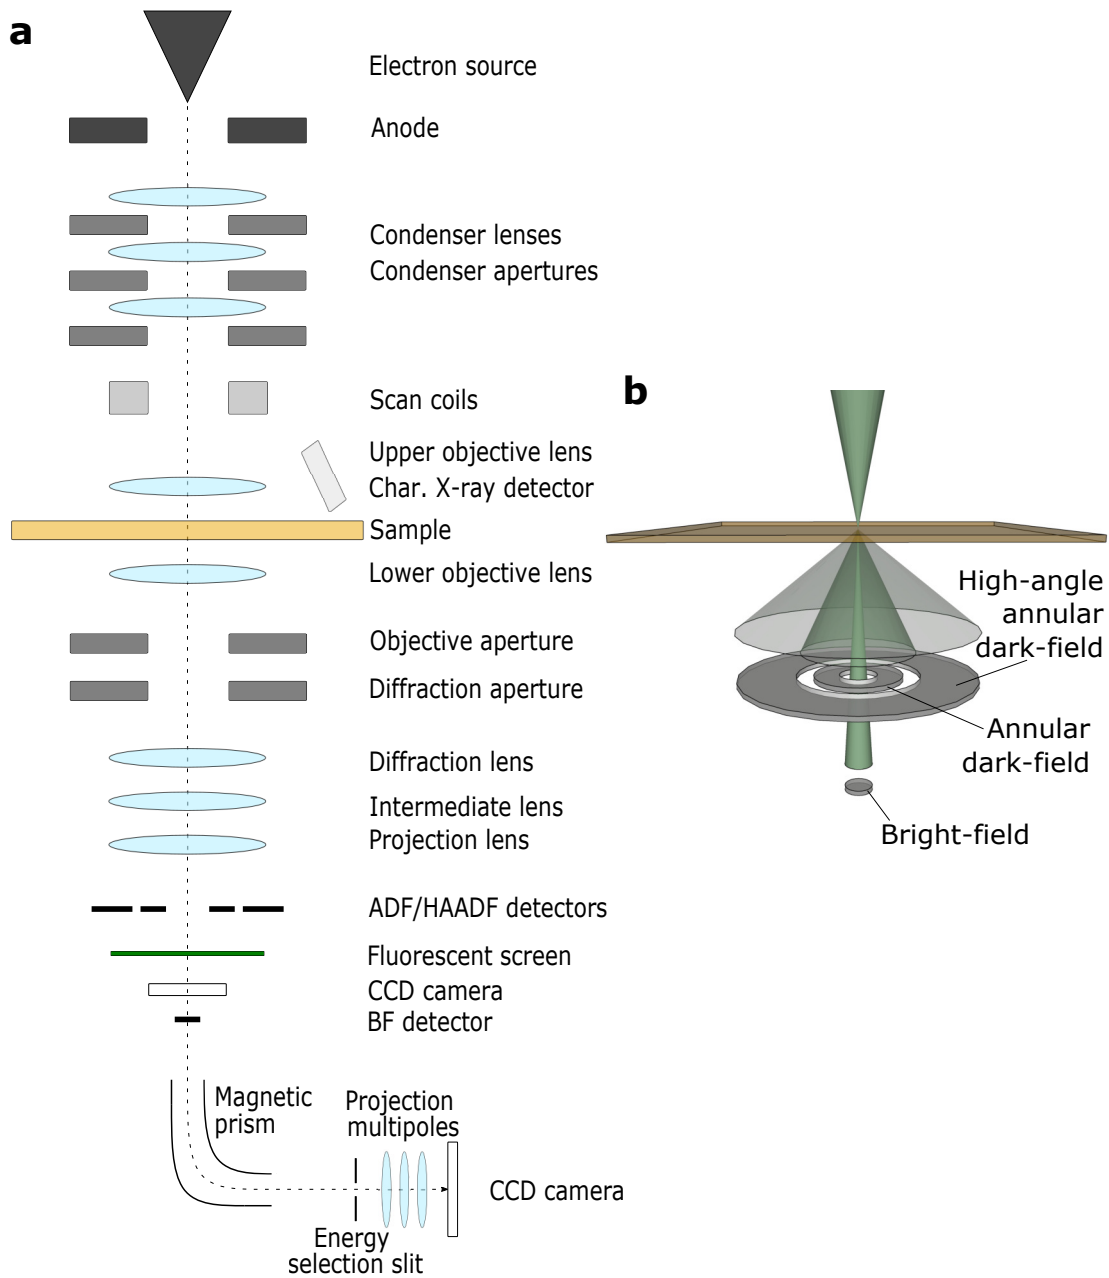 a
Electron source
Anode
Condenser lenses
Condenser apertures
Scan coils
Upper objective lens
Char. X-ray detector
Sample
Lower objective lens
Objective aperture
Diffraction aperture
Diffraction lens
Intermediate lens
Projection lens
ADF/HAADF detectors
Fluorescent screen
CCD camera
BF detector
Magnetic
prism
Projection
multipoles
CCD camera
Energy
selection slit
b
High-angle
annular
dark-field
Annular
dark-field
Bright-field